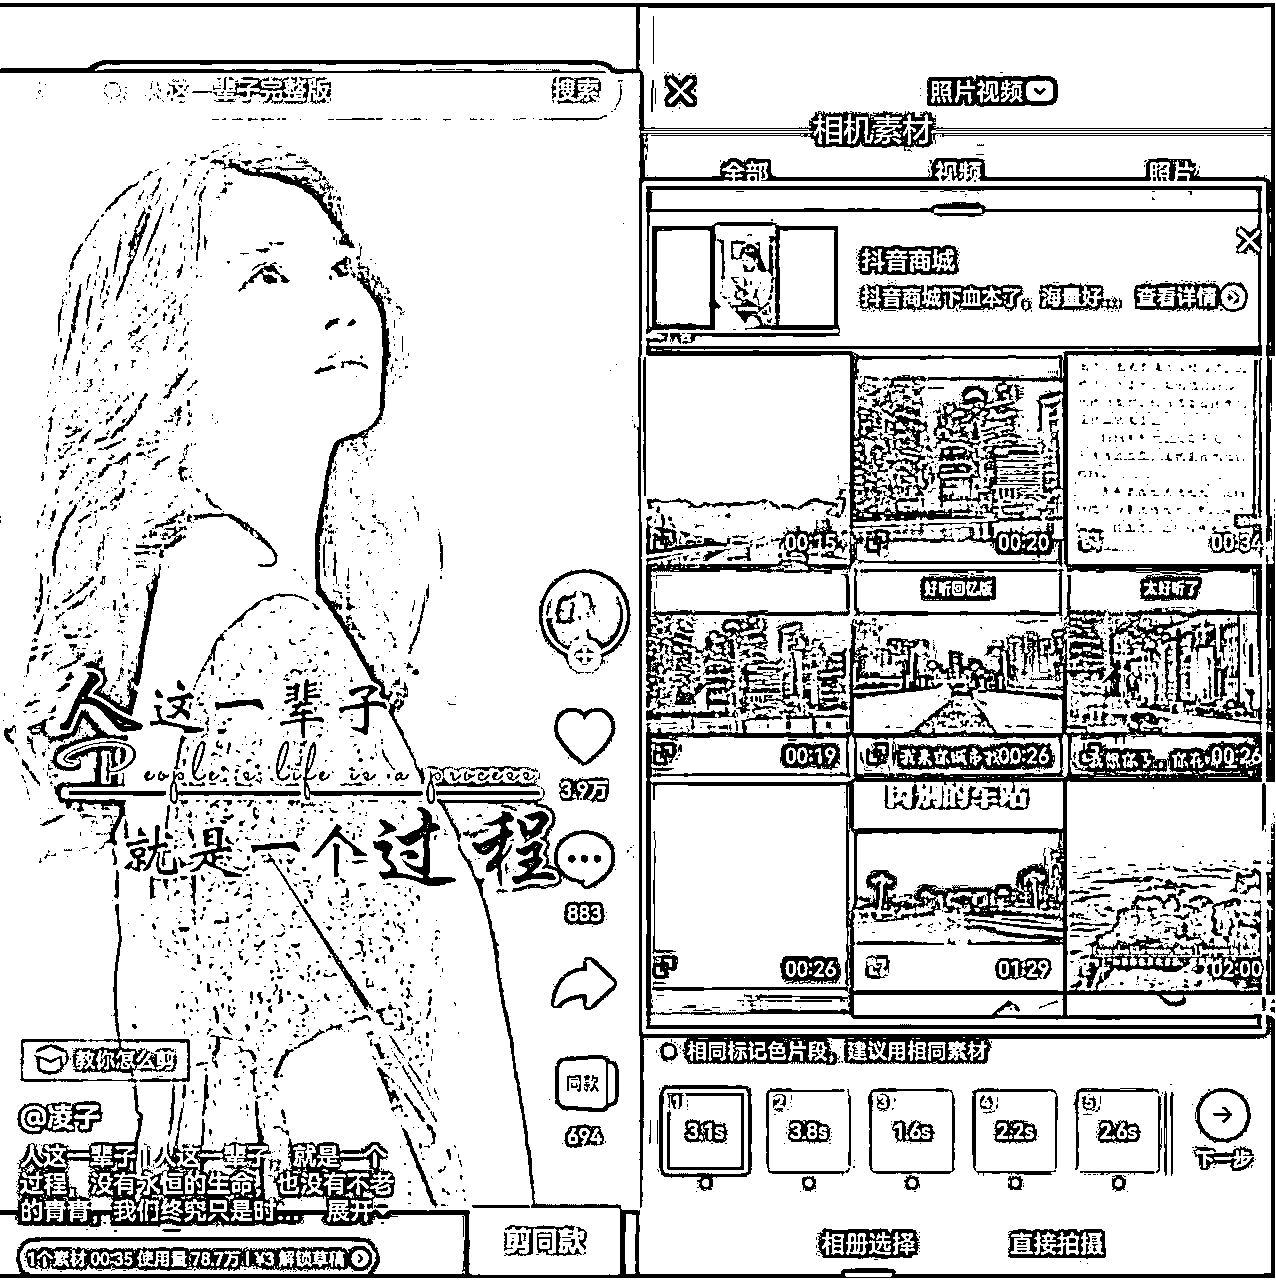 人这一辈子完整版
搜索
人这一辈子
People's life is a process
就是一个过程
3.9万
883
同款
694
教你怎么剪
@凌子
人这一辈子 人这一辈子，就是一个
过程，没有永恒的生命，也没有不老
的青春，我们终究只是时... 展开
1个素材 00:35 使用量 78.7万 | ¥3 解锁草稿
剪同款
照片视频
相机素材
全部 视频 照片
抖音商城
抖音商城下血本了，海量好... 查看详情
00:15 00:20 00:34
好听回忆版
太好听了
00:19 00:26 00:26
闵别的车站
00:26 01:29 02:00
相同标记色片段，建议用相同素材
1 2 3 4 5
3.1s 3.8s 1.6s 2.2s 2.6s
下一步
相册选择 直接拍摄